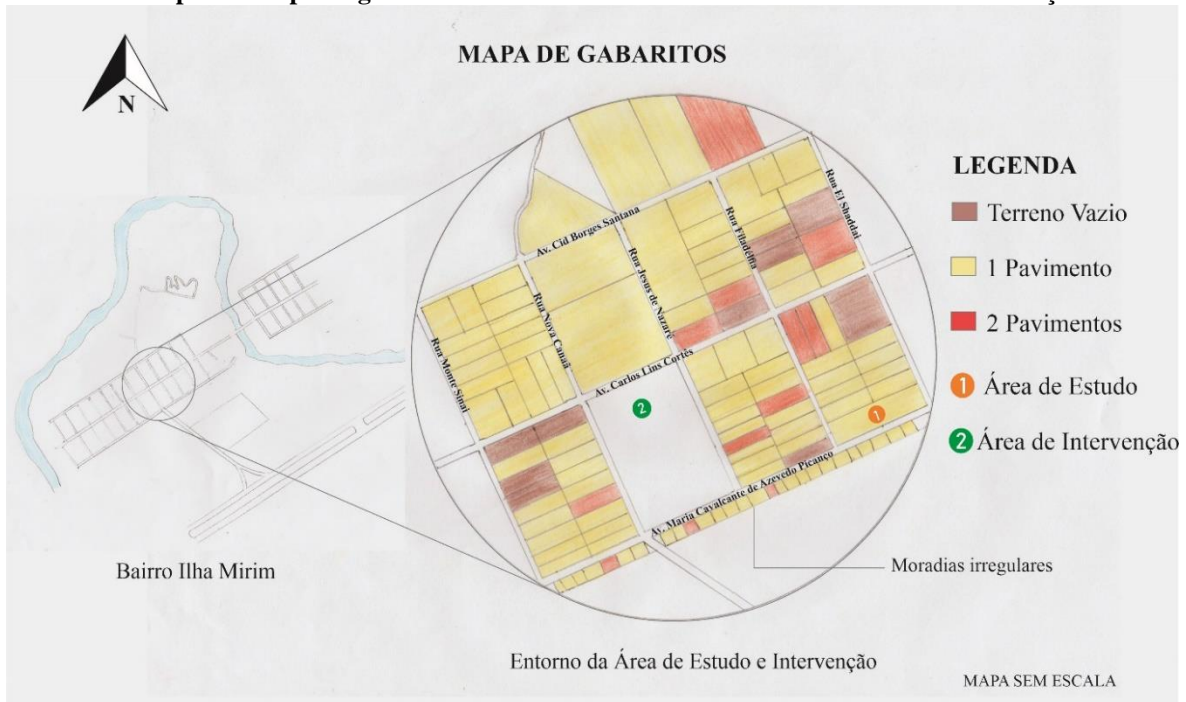 MAPA DE GABARITOS
N
LEGENDA
Terreno Vazio
1 Pavimento
2 Pavimentos
1 Área de Estudo
2 Área de Intervenção
Av. Cid Borges Santana
Rua El Shaddai
Rua Filadélfia
Rua Jesus de Nazaré
Rua Nova Canaã
Rua Monte Sinai
Av. Carlos Lins Cortês
2
1
Av. Maria Cavalcante de Azevedo Picanço
Moradias irregulares
Bairro Ilha Mirim
Entorno da Área de Estudo e Intervenção
MAPA SEM ESCALA